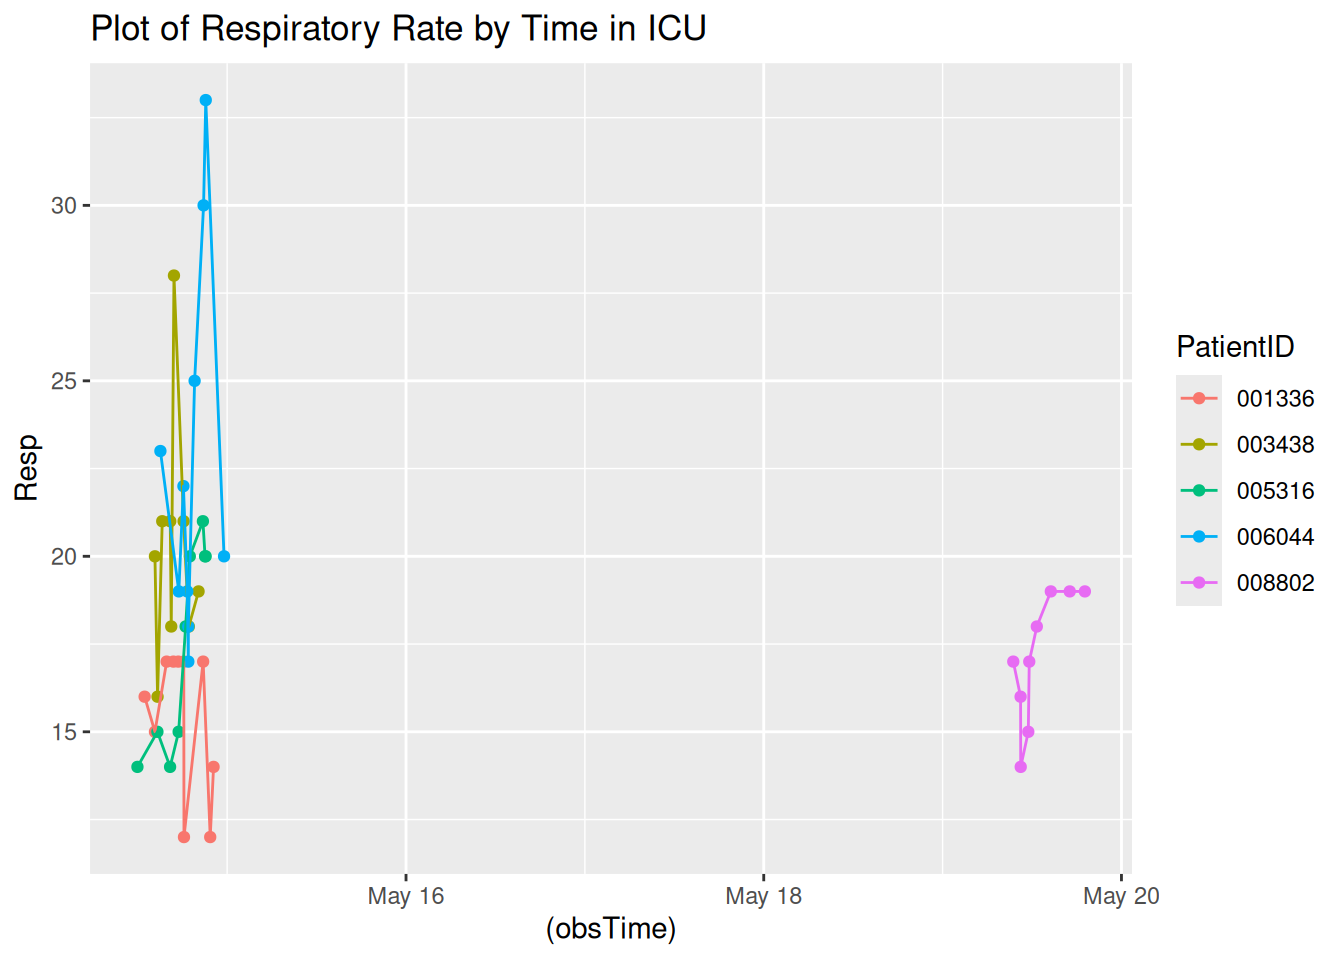 Plot of Respiratory Rate by Time in ICU
Resp
30
25
20
15
May 16
May 18
May 20
(obsTime)
PatientID
001336
003438
005316
006044
008802